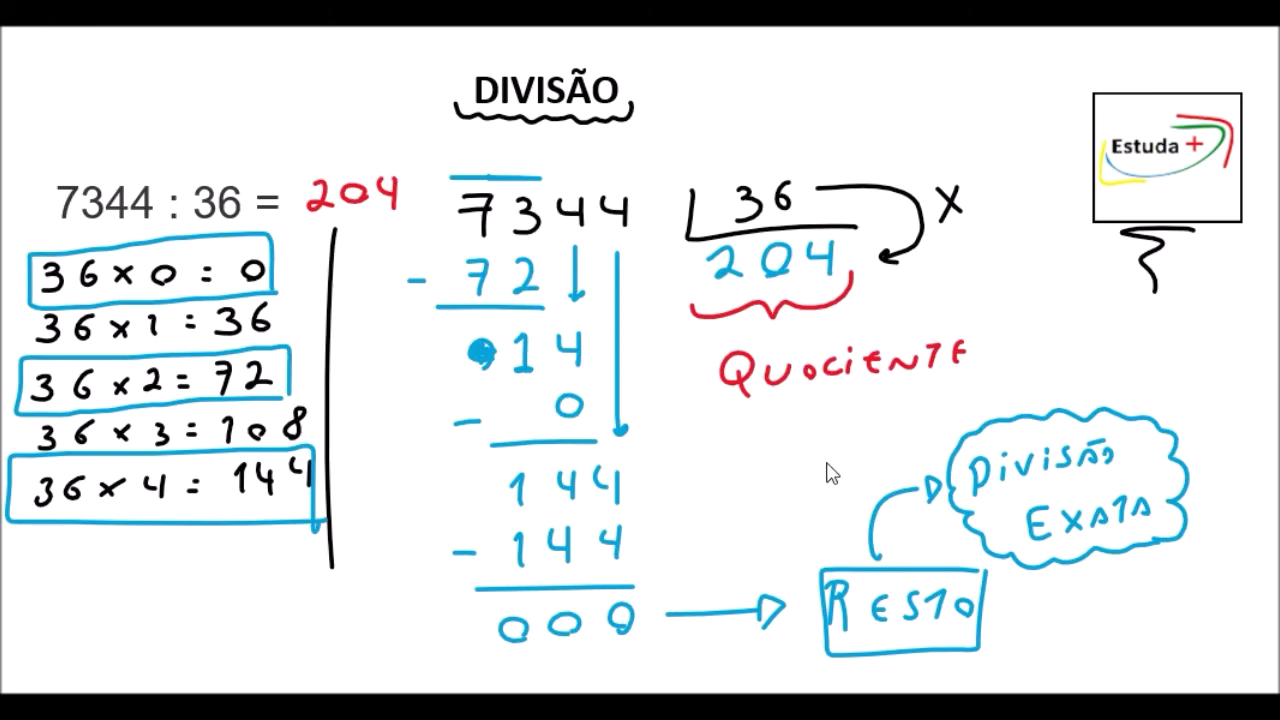 DIVISÃO
Estuda +
7344 : 36 = 204
36 x 0 = 0
36 x 1 = 36
36 x 2 = 72
36 x 3 = 108
36 x 4 = 144
7344 36
- 72 204
014
- 0
144
- 144
000
x
QUOCIENTE
RESTO
DIVISÃO
EXATA